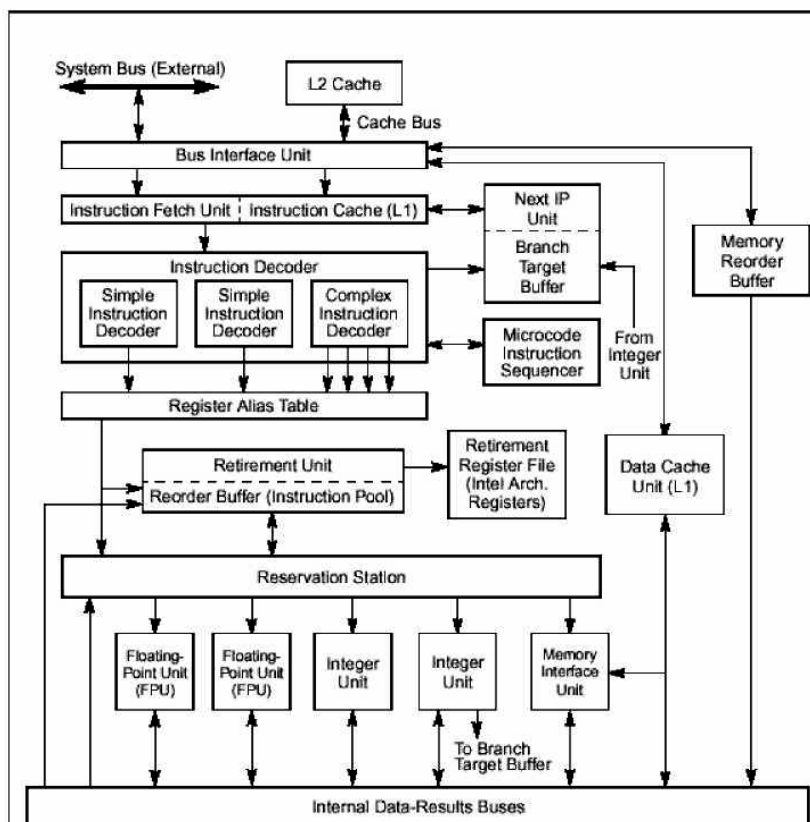 System Bus (External)
L2 Cache
Cache Bus
Bus Interface Unit
Instruction Fetch Unit
Instruction Cache (L1)
Next IP
Unit
Branch
Target
Buffer
Memory
Reorder
Buffer
Instruction Decoder
Simple
Instruction
Decoder
Simple
Instruction
Decoder
Complex
Instruction
Decoder
Microcode
Instruction
Sequencer
From
Integer
Unit
Register Alias Table
Retirement Unit
Reorder Buffer (Instruction Pool)
Retirement
Register File
(Intel Arch.
Registers)
Data Cache
Unit (L1)
Reservation Station
Floating-
Point Unit
(FPU)
Floating-
Point Unit
(FPU)
Integer
Unit
Integer
Unit
Memory
Interface
Unit
To Branch
Target Buffer
Internal Data-Results Buses